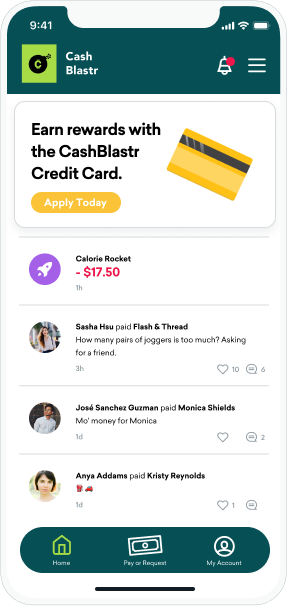 9:41
Cash
Blastr
Earn rewards with
the CashBlastr
Credit Card.
Apply Today
Calorie Rocket
- $17.50
1h
Sasha Hsu paid Flash & Thread
How many pairs of joggers is too much? Asking
for a friend.
3h 10 6
José Sanchez Guzman paid Monica Shields
Mo' money for Monica
1d 2
Anya Addams paid Kristy Reynolds
1d 1
Home Pay or Request My Account